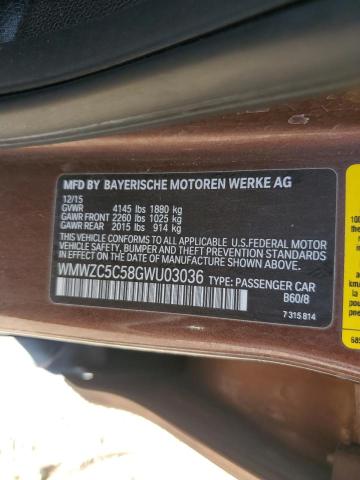 MFD BY BAYERISCHE MOTOREN WERKE AG
12/15
GVWR 4145 lbs 1880 kg
GAWR FRONT 2260 lbs 1025 kg
GAWR REAR 2015 lbs 914 kg
THIS VEHICLE CONFORMS TO ALL APPLICABLE U.S.FEDERAL MOTOR
VEHICLE SAFETY, BUMPER AND THEFT PREVENTION STANDARDS
IN EFFECT ON THE DATE OF MANUFACTURE SHOWN ABOVE.
WMWZC5C58GWU03036 TYPE: PASSENGER CAR
B60/8
7 315 814
100